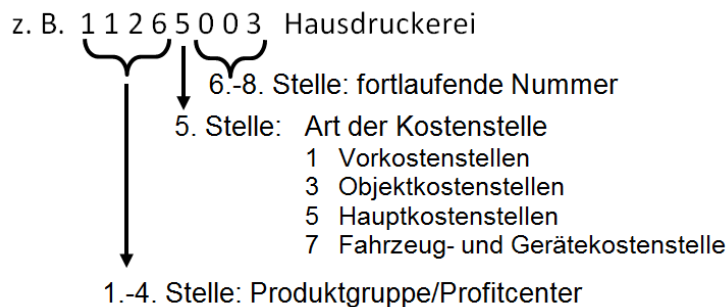 z. B. 1 1 2 6 5 0 0 3 Hausdruckerei
6.-8. Stelle: fortlaufende Nummer
5. Stelle: Art der Kostenstelle
1 Vorkostenstellen
3 Objektkostenstellen
5 Hauptkostenstellen
7 Fahrzeug- und Gerätekostenstelle
1.-4. Stelle: Produktgruppe/Profitcenter